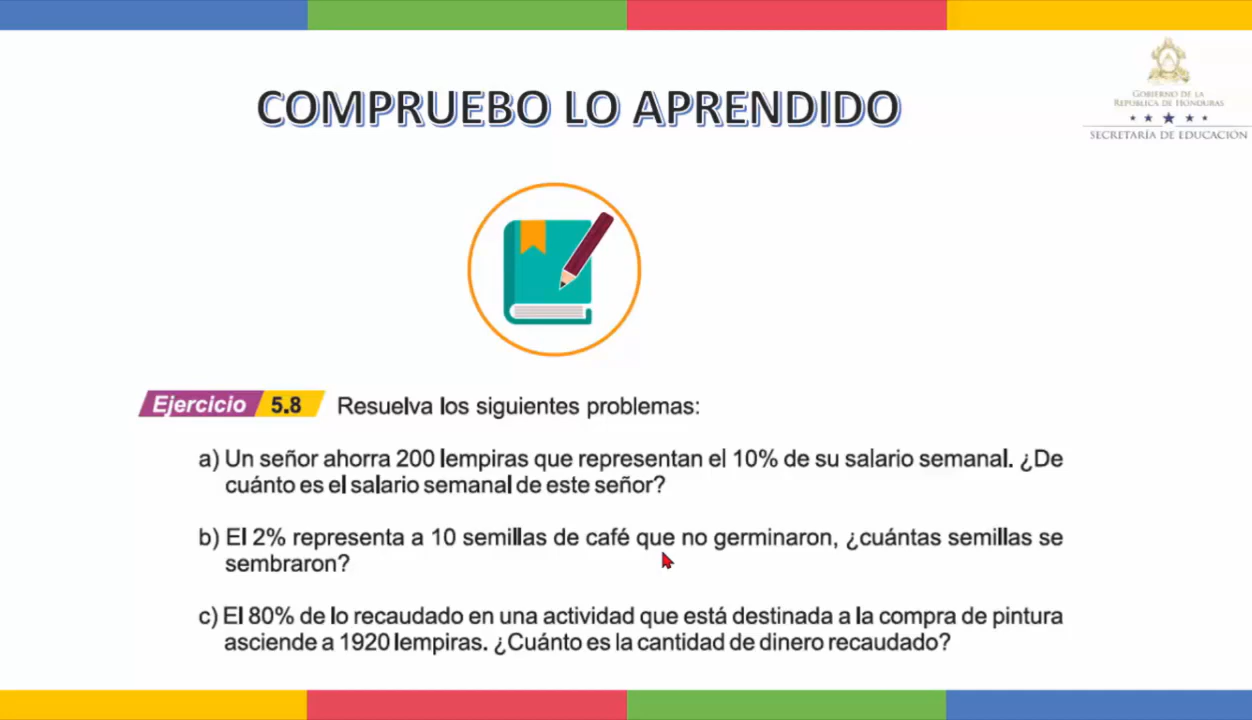 GOBIERNO DE LA
REPÚBLICA DE HONDURAS
SECRETARÍA DE EDUCACIÓN
COMPRUEBO LO APRENDIDO
Ejercicio 5.8 Resuelva los siguientes problemas:
a) Un señor ahorra 200 lempiras que representan el 10% de su salario semanal. ¿De
cuánto es el salario semanal de este señor?
b) El 2% representa a 10 semillas de café que no germinaron, ¿cuántas semillas se
sembraron?
c) El 80% de lo recaudado en una actividad que está destinada a la compra de pintura
asciende a 1920 lempiras. ¿Cuánto es la cantidad de dinero recaudado?